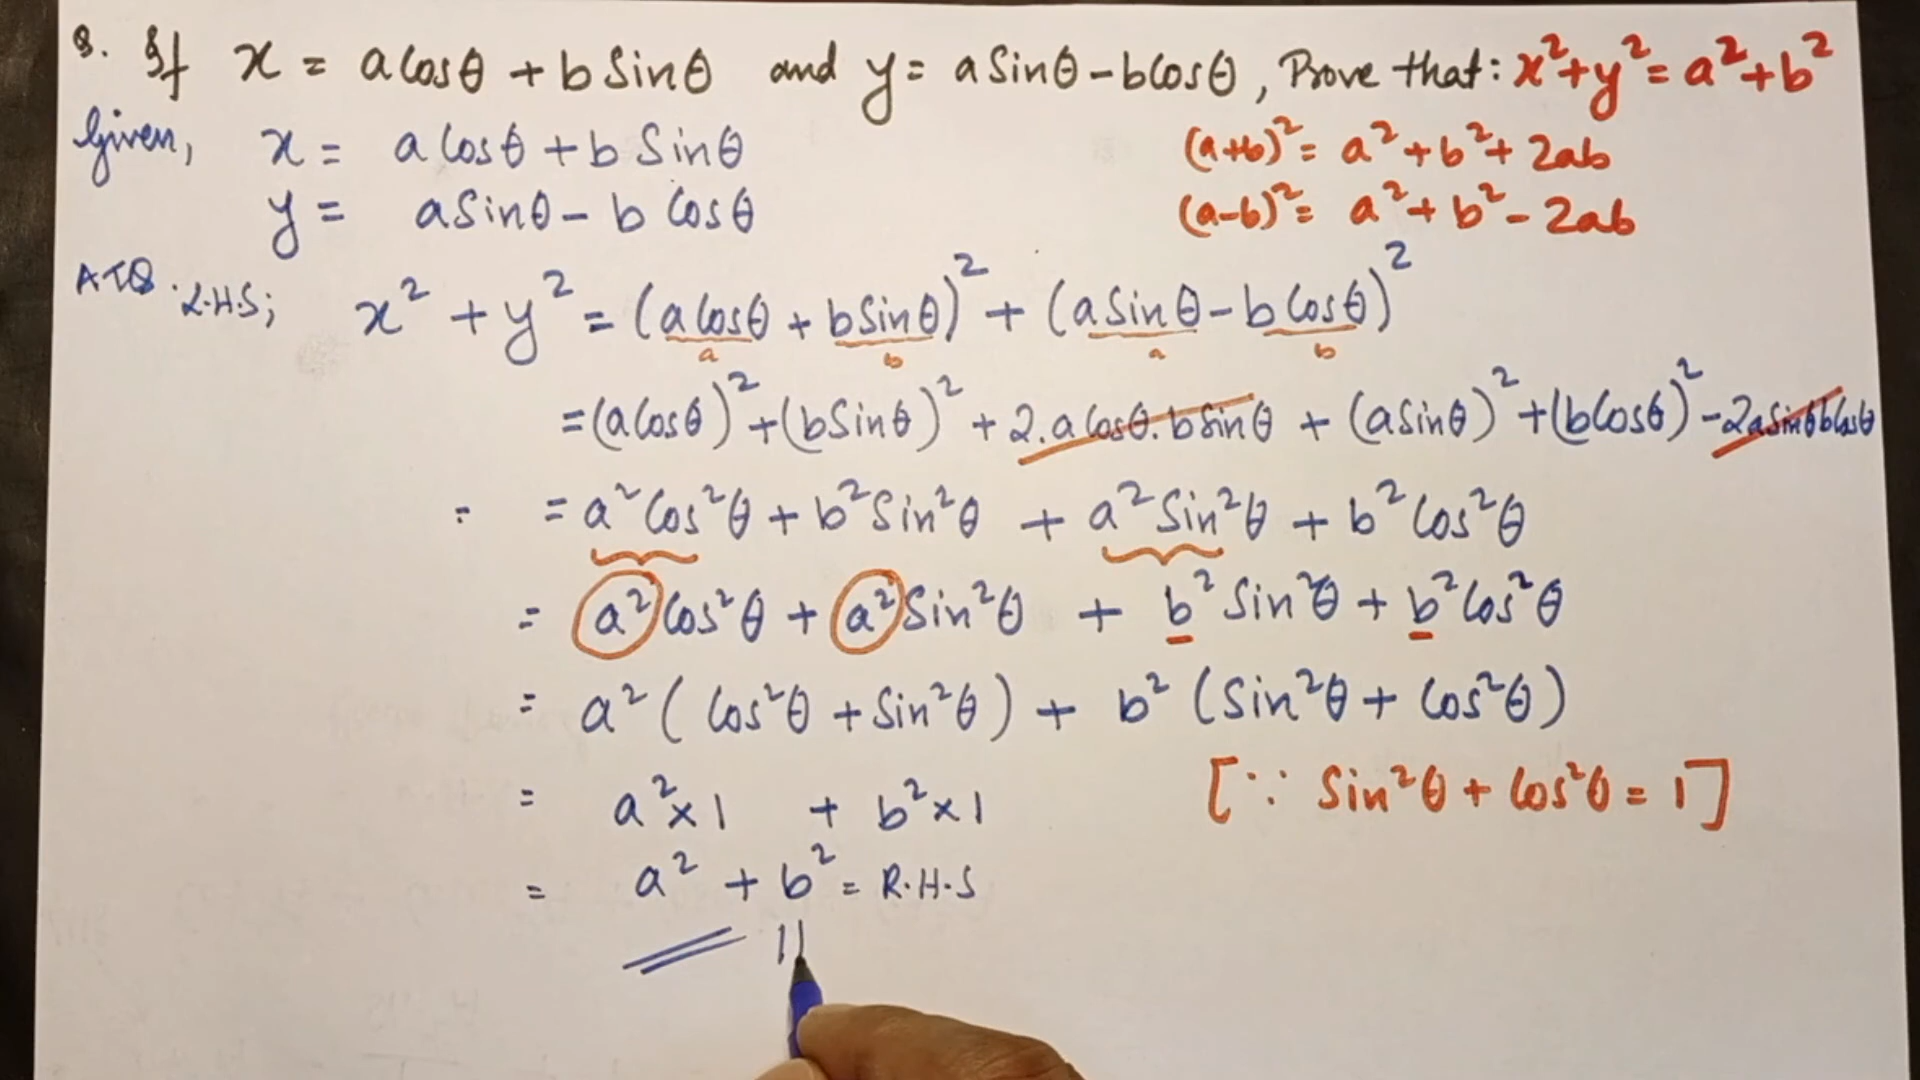 Q. If x = a Cosθ + b Sinθ and y = a Sinθ - b Cosθ, Prove that: x² + y² = a² + b²
Given, x = a Cosθ + b Sinθ
(a+b)² = a² + b² + 2ab
y = a Sinθ - b Cosθ
(a-b)² = a² + b² - 2ab
ATQ. L.H.S; x² + y² = (a Cosθ + b Sinθ)² + (a Sinθ - b Cosθ)²
a b a b
= (a Cosθ)² + (b Sinθ)² + 2. a Cosθ. b Sinθ + (a Sinθ)² + (b Cosθ)² - 2a Sinθ b Cosθ
= = a² Cos²θ + b² Sin²θ + a² Sin²θ + b² Cos²θ
= a² Cos²θ + a² Sin²θ + b² Sin²θ + b² Cos²θ
= a² ( Cos²θ + Sin²θ ) + b² ( Sin²θ + Cos²θ )
= a² × 1 + b² × 1 [∵ Sin²θ + Cos²θ = 1]
= a² + b² = R.H.S